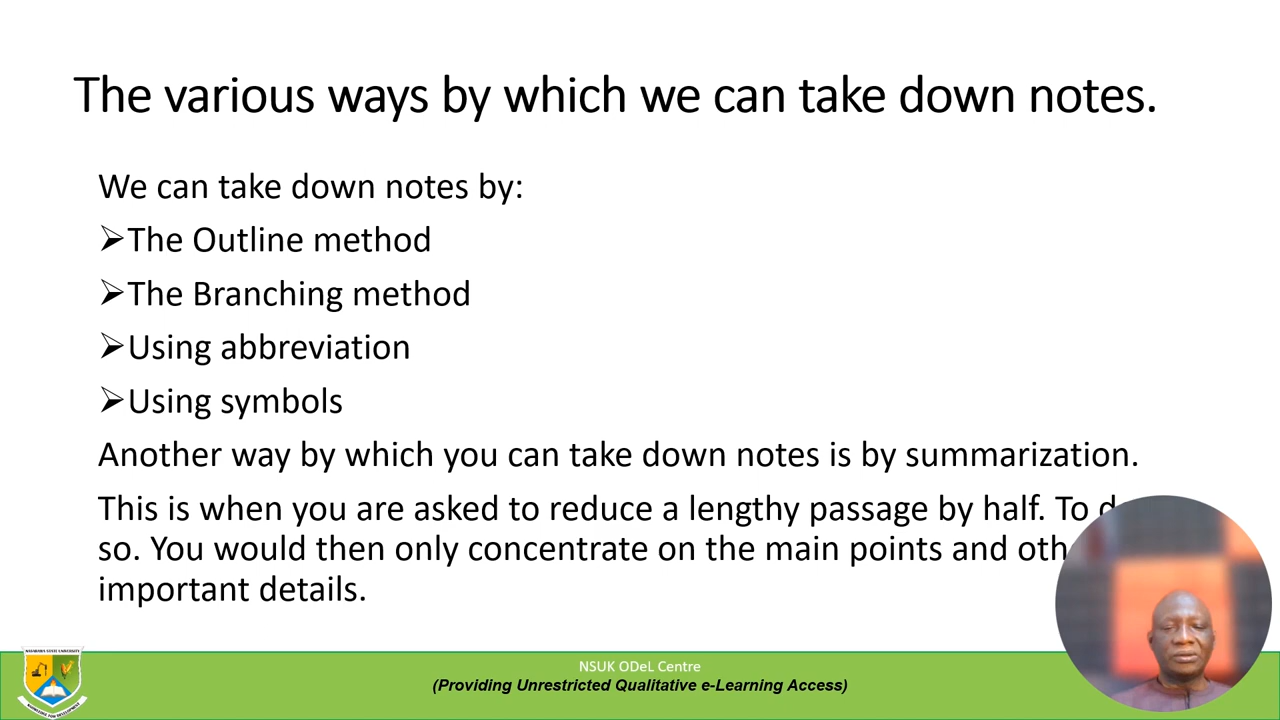 The various ways by which we can take down notes.
We can take down notes by:
➢The Outline method
➢The Branching method
➢Using abbreviation
➢Using symbols
Another way by which you can take down notes is by summarization.
This is when you are asked to reduce a lengthy passage by half. To
so. You would then only concentrate on the main points and
important details.
NSUK ODeL Centre
(Providing Unrestricted Qualitative e-Learning Access)